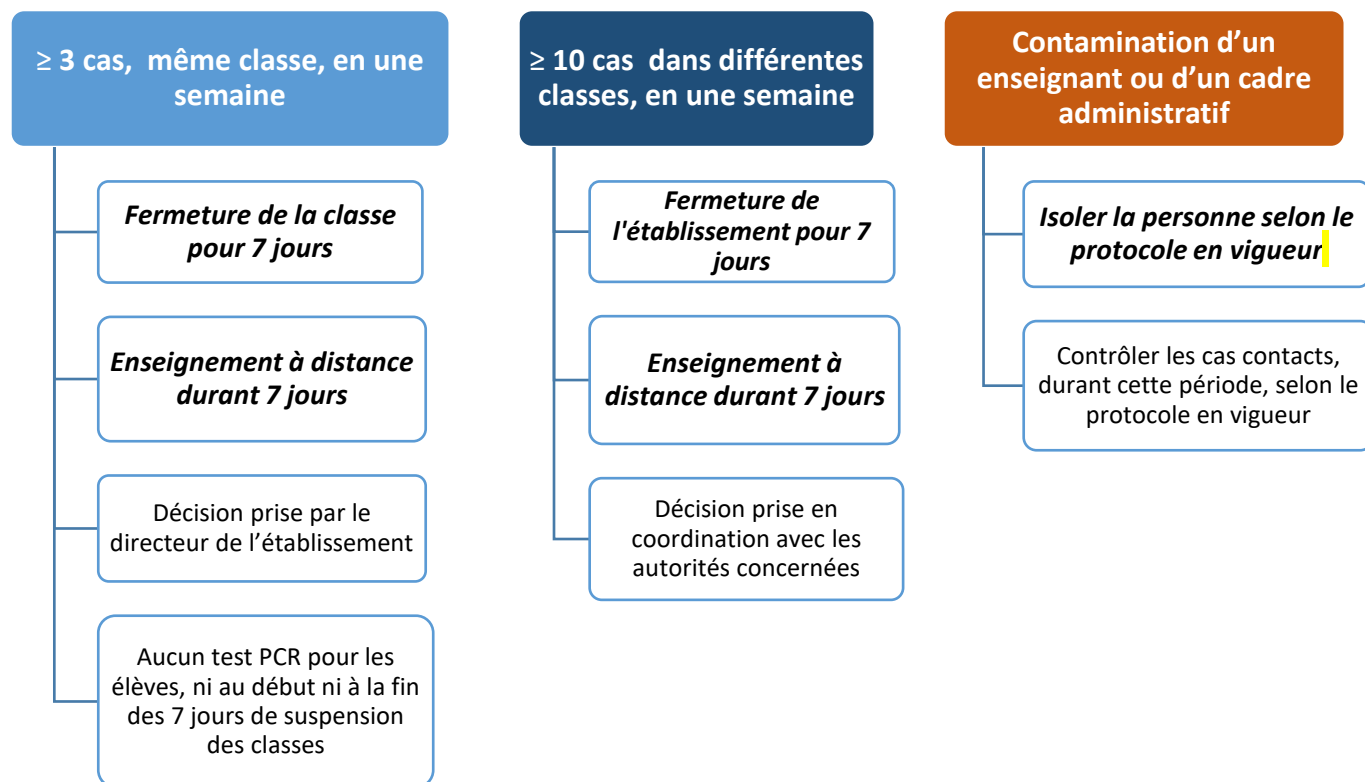 ≥ 3 cas, même classe, en une
semaine
Fermeture de la classe
pour 7 jours
Enseignement à distance
durant 7 jours
Décision prise par le
directeur de l’établissement
Aucun test PCR pour les
élèves, ni au début ni à la fin
des 7 jours de suspension
des classes
≥ 10 cas dans différentes
classes, en une semaine
Fermeture de
l'établissement pour 7
jours
Enseignement à
distance durant 7 jours
Décision prise en
coordination avec les
autorités concernées
Contamination d’un
enseignant ou d’un cadre
administratif
Isoler la personne selon le
protocole en vigueur
Contrôler les cas contacts,
durant cette période, selon le
protocole en vigueur